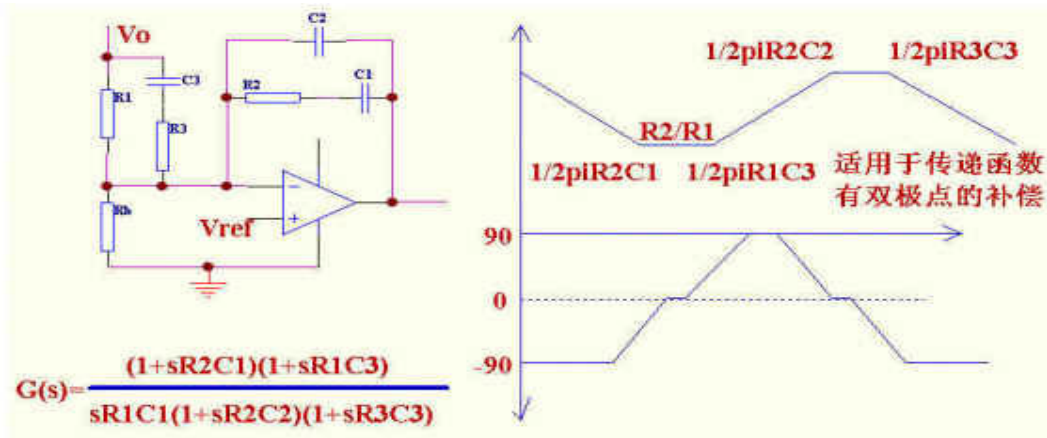 Vo
C2
C3
R1
R2
C1
R3
Rb
Vref
G(s)=
(1+sR2C1)(1+sR1C3)
sR1C1(1+sR2C2)(1+sR3C3)
1/2piR2C2
1/2piR3C3
R2/R1
1/2piR2C1
1/2piR1C3
适用于传递函数
有双极点的补偿
90
0
-90